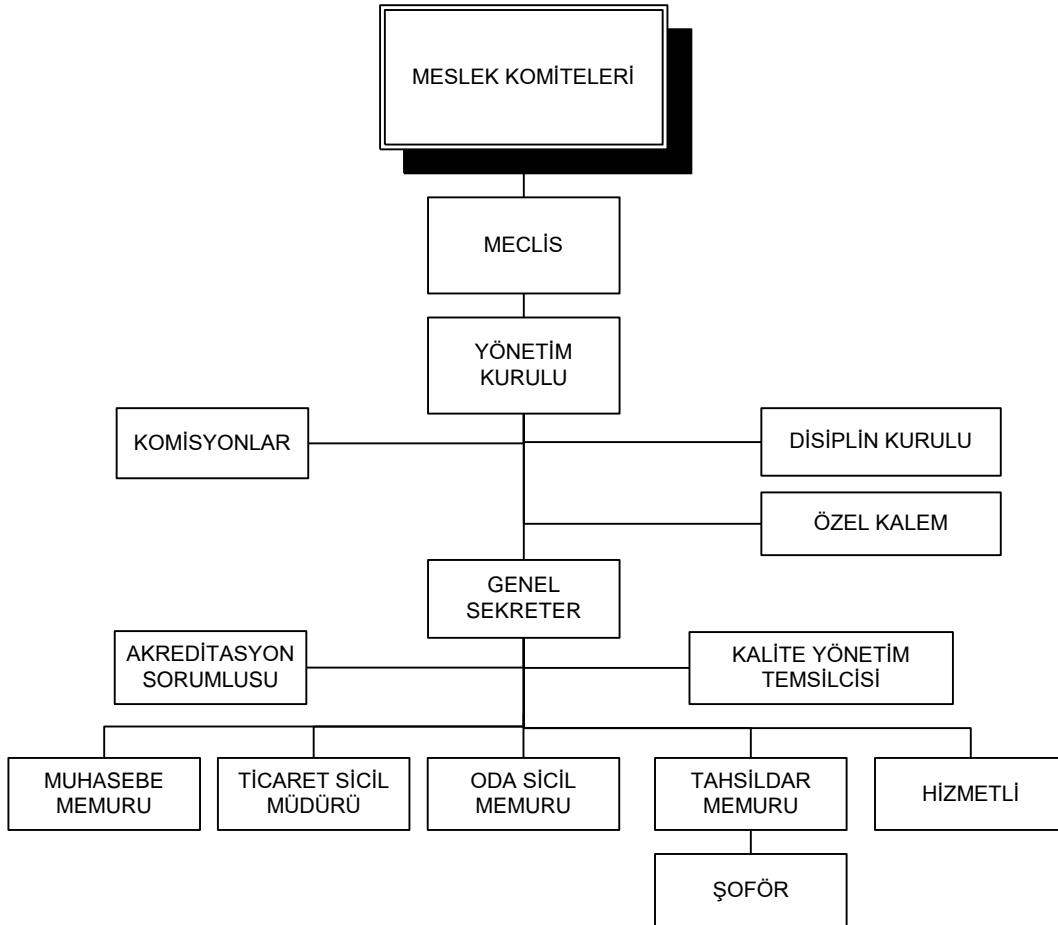 MESLEK KOMİTELERİ
MECLİS
YÖNETİM
KURULU
KOMİSYONLAR
DİSİPLİN KURULU
ÖZEL KALEM
GENEL
SEKRETER
AKREDİTASYON
SORUMLUSU
KALİTE YÖNETİM
TEMSİLCİSİ
MUHASEBE
MEMURU
TİCARET SİCİL
MÜDÜRÜ
ODA SİCİL
MEMURU
TAHSİLDAR
MEMURU
HİZMETLİ
ŞOFÖR